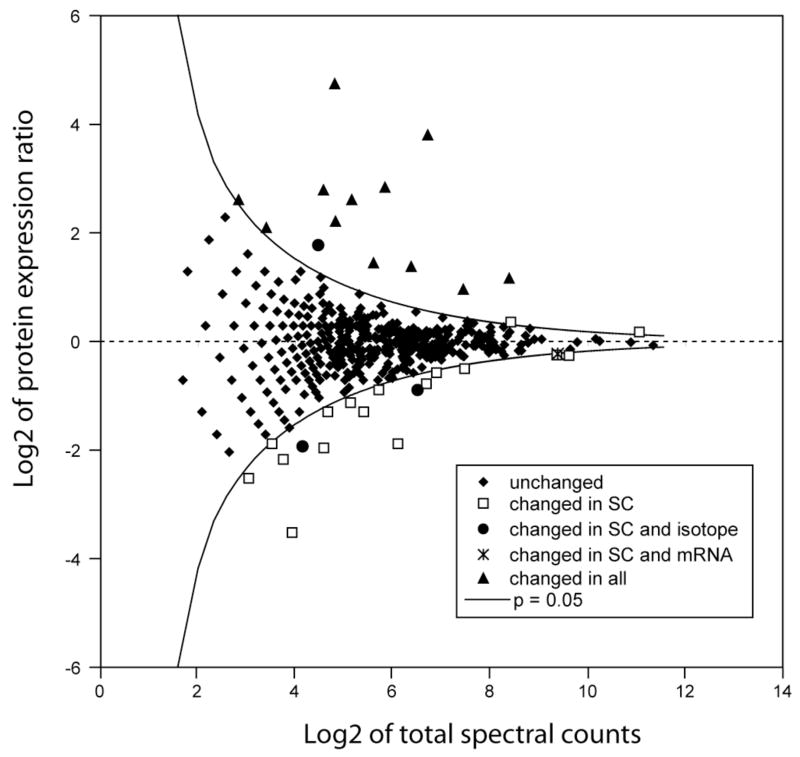 6
4
2
0
-2
-4
-6
Log2 of protein expression ratio
unchanged
changed in SC
changed in SC and isotope
changed in SC and mRNA
changed in all
p = 0.05
0 2 4 6 8 10 12 14
Log2 of total spectral counts